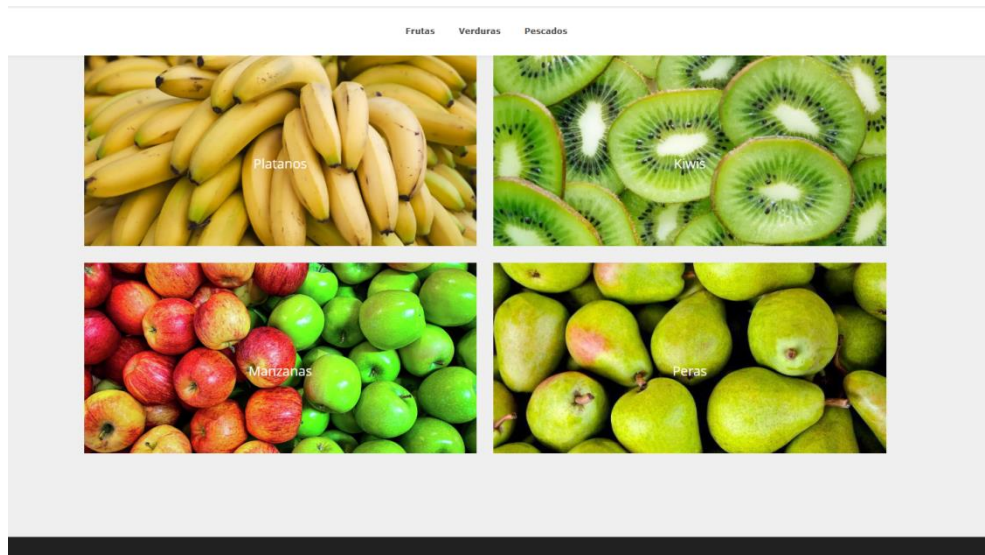 Frutas Verduras Pescados
Platanos
Kiwis
Manzanas
Peras